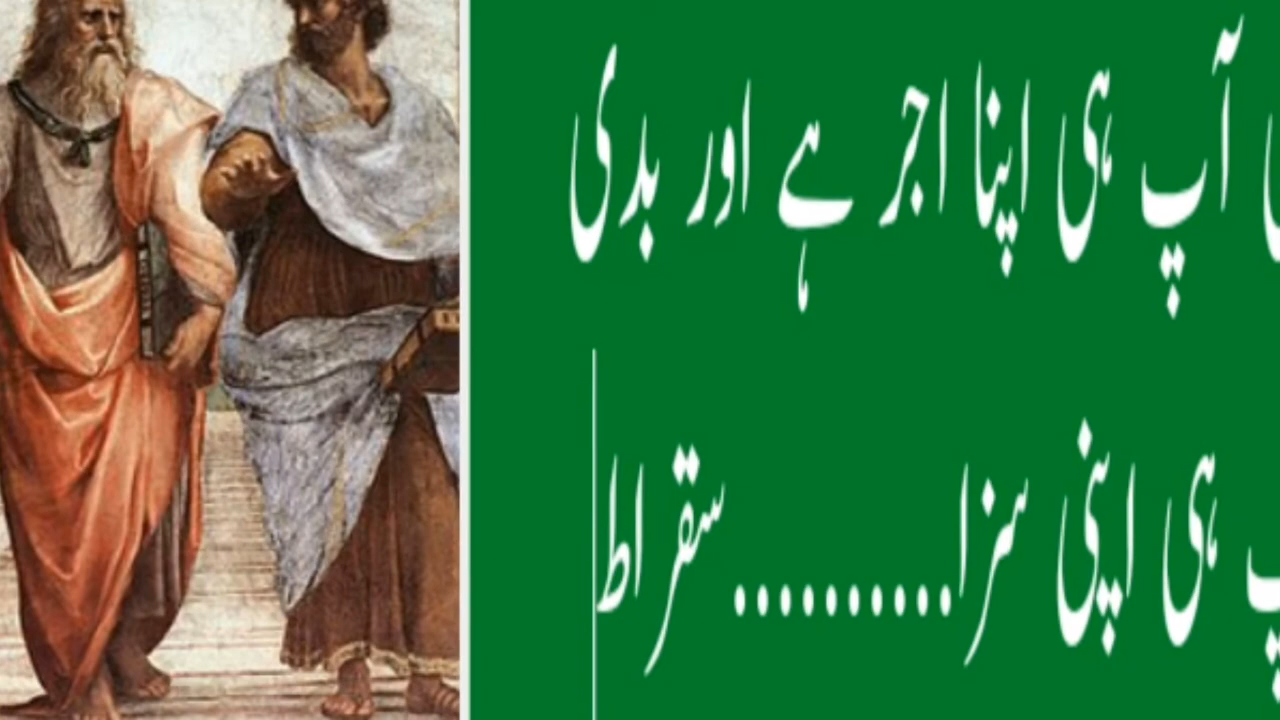 آپ ہی اپنا اجر ہے اور بدی
ہی اپنی سزا.......... سقراط